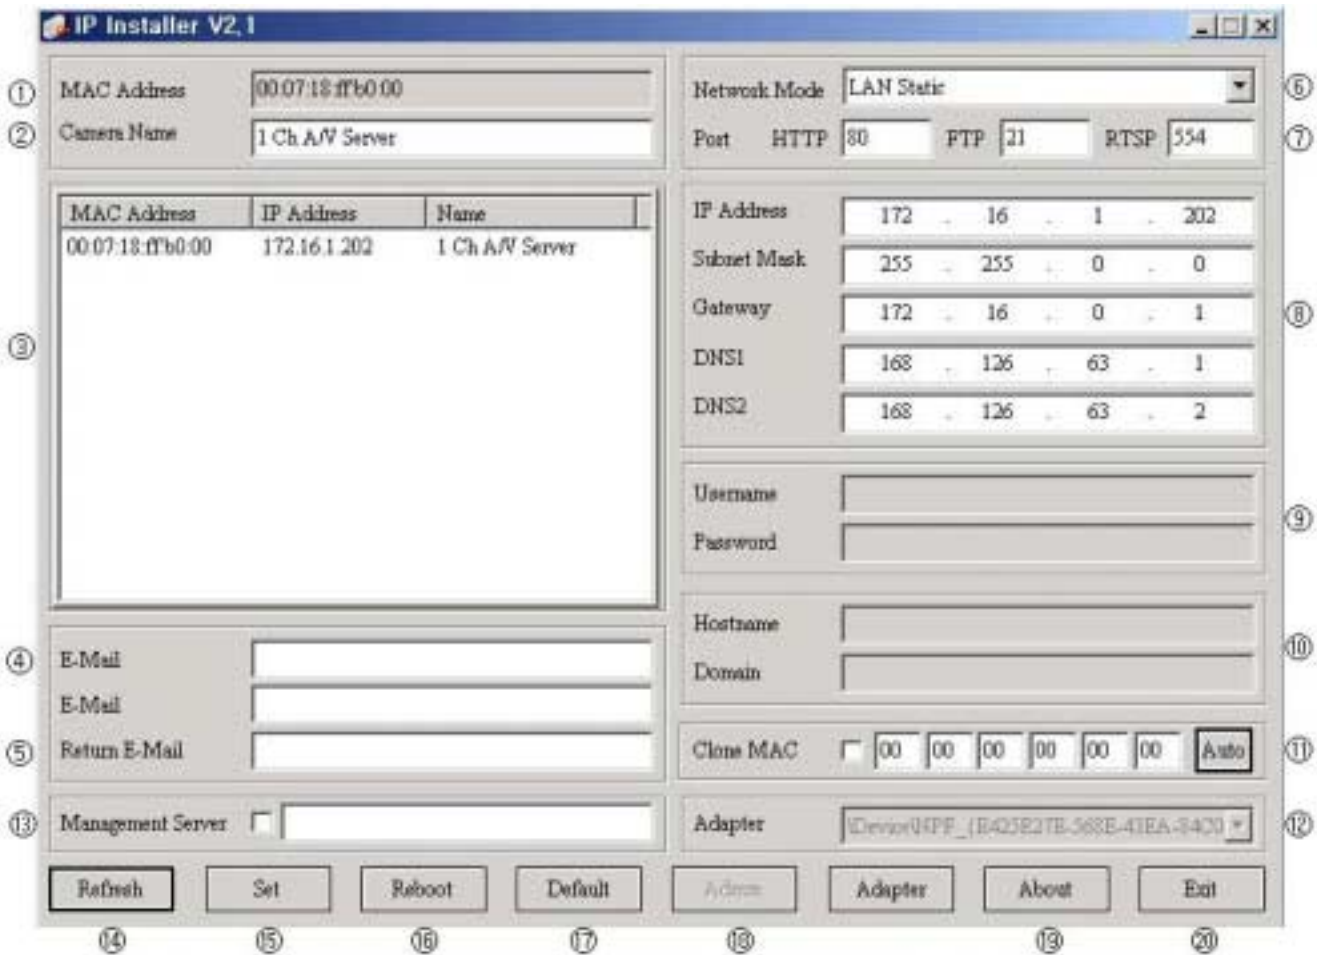 IP Installer V2,1
① MAC Address 00:07:18:ff:b0:00
② Camera Name 1 Ch A/V Server
③
MAC Address IP Address Name
00:07:18:ff:b0:00 172.16.1.202 1 Ch A/V Server
④ E-Mail
E-Mail
⑤ Return E-Mail
⑬ Management Server
Network Mode LAN Static ⑥
Port HTTP 80 FTP 21 RTSP 554 ⑦
IP Address 172 . 16 . 1 . 202
Subnet Mask 255 . 255 . 0 . 0
Gateway 172 . 16 . 0 . 1 ⑧
DNS1 168 . 126 . 63 . 1
DNS2 168 . 126 . 63 . 2
Username
⑨
Password
Hostname
⑩
Domain
Clone MAC 00 00 00 00 00 00 Auto ⑪
Adapter \Device\NPF_{E425E27E-568E-41EA-84C0 ⑫
Refresh Set Reboot Default Admin Adapter About Exit
⑭ ⑮ ⑯ ⑰ ⑱ ⑲ ⑳